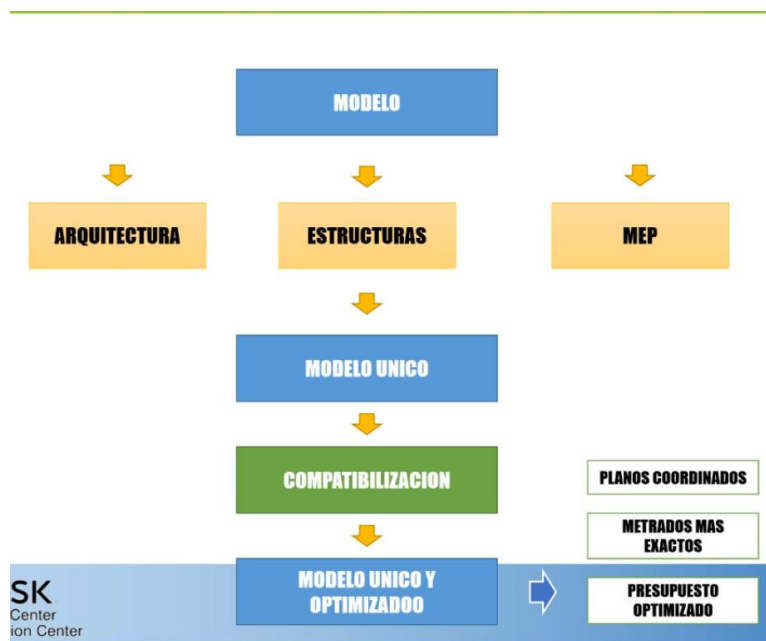 MODELO
ARQUITECTURA
ESTRUCTURAS
MEP
MODELO UNICO
COMPATIBILIZACION
PLANOS COORDINADOS
METRADOS MAS
EXACTOS
MODELO UNICO Y
OPTIMIZADOO
PRESUPUESTO
OPTIMIZADO
SK
Center
ion Center